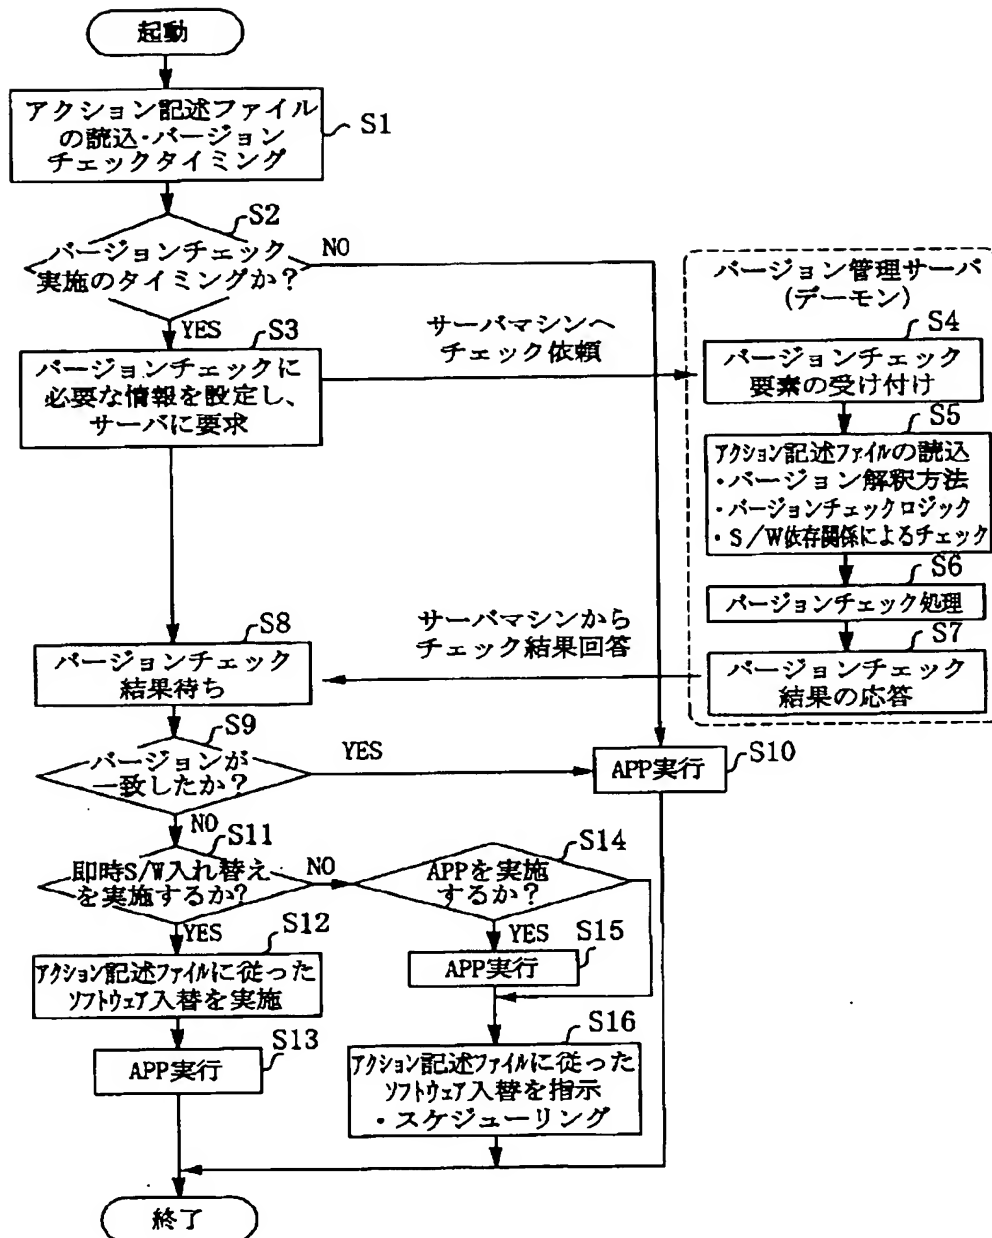 起動
アクション記述ファイル
の読込・バージョン
チェックタイミング
S1
S2
バージョンチェック
実施のタイミングか?
NO
YES
S3
バージョンチェックに
必要な情報を設定し、
サーバに要求
サーバマシンへ
チェック依頼
バージョン管理サーバ
(デーモン)
S4
バージョンチェック
要素の受け付け
S5
アクション記述ファイルの読込
・バージョン解釈方法
・バージョンチェックロジック
・S/W依存関係によるチェック
S6
バージョンチェック処理
S7
バージョンチェック
結果の応答
サーバマシンから
チェック結果回答
S8
バージョンチェック
結果待ち
S9
バージョンが
一致したか?
YES
NO
S10
APP実行
S11
即時S/W入れ替え
を実施するか?
NO
YES
S14
APPを実施
するか?
YES
S12
アクション記述ファイルに従った
ソフトウェア入替を実施
S15
APP実行
S13
APP実行
S16
アクション記述ファイルに従った
ソフトウェア入替を指示
・スケジューリング
終了